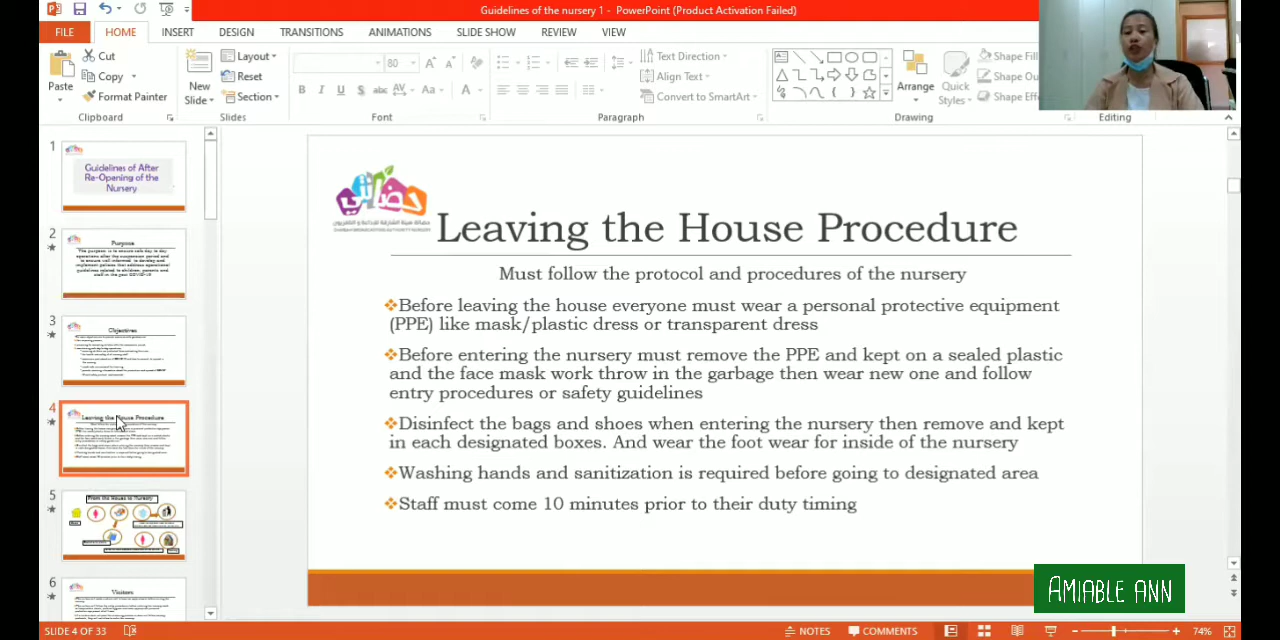 Guidelines of the nursery 1 - PowerPoint (Product Activation Failed)
FILE
HOME
INSERT
DESIGN
TRANSITIONS
ANIMATIONS
SLIDE SHOW
REVIEW
VIEW
Paste
Cut
Copy
Format Painter
Clipboard
New
Slide
Layout
Reset
Section
Slides
80
Font
Text Direction
Align Text
Convert to SmartArt
Paragraph
Arrange
Quick
Styles
Shape Fill
Shape Ou
Shape Eff
Drawing
Editing
1
Guidelines of After
Re-Opening of the
Nursery
2
Purpose
3
Objectives
4
Leaving the House Procedure
5
From the House to Nursery
6
Visitors
حضانتي
Leaving the House Procedure
Must follow the protocol and procedures of the nursery
❖Before leaving the house everyone must wear a personal protective equipment
(PPE) like mask/plastic dress or transparent dress
❖Before entering the nursery must remove the PPE and kept on a sealed plastic
and the face mask work throw in the garbage then wear new one and follow
entry procedures or safety guidelines
❖Disinfect the bags and shoes when entering the nursery then remove and kept
in each designated boxes. And wear the foot wear for inside of the nursery
❖Washing hands and sanitization is required before going to designated area
❖Staff must come 10 minutes prior to their duty timing
AMIABLE ANN
SLIDE 4 OF 33
NOTES
COMMENTS
74%